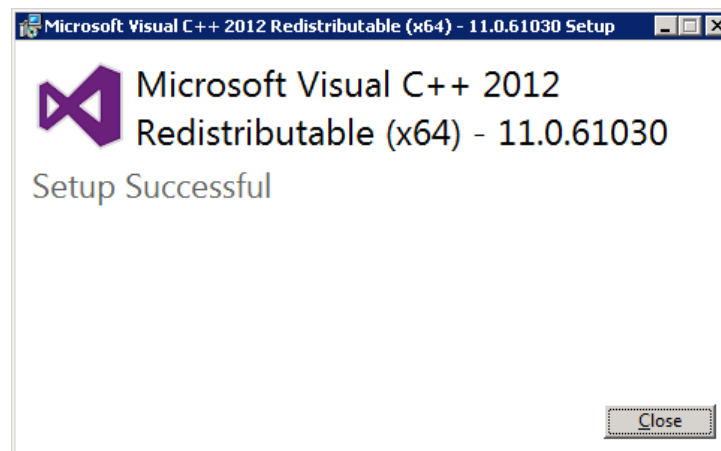 Microsoft Visual C++ 2012 Redistributable (x64) - 11.0.61030 Setup
Microsoft Visual C++ 2012
Redistributable (x64) - 11.0.61030
Setup Successful
Close